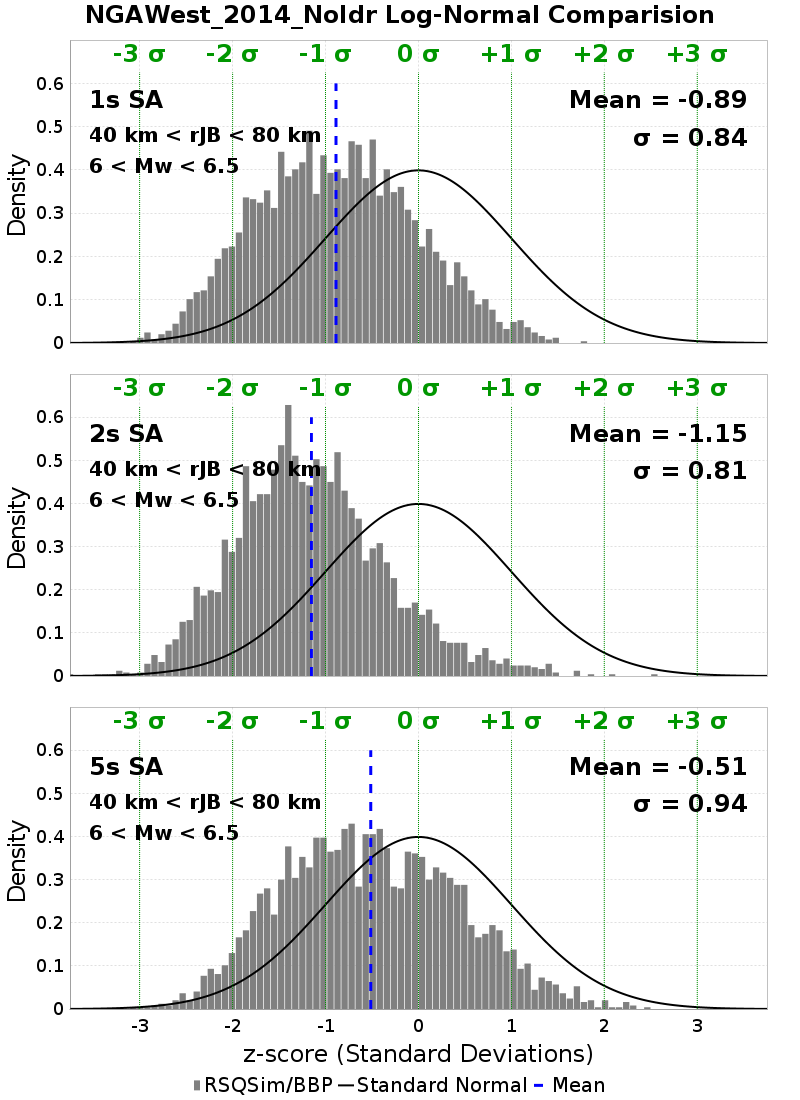 NGAWest_2014_NoIdr Log-Normal Comparision
-3 σ -2 σ -1 σ 0 σ +1 σ +2 σ +3 σ
0.6
1s SA Mean = -0.89
0.5
40 km < rJB < 80 km σ = 0.84
6 < Mw < 6.5
0.4
0.3
0.2
0.1
0
Density
-3 σ -2 σ -1 σ 0 σ +1 σ +2 σ +3 σ
0.6
2s SA Mean = -1.15
0.5
40 km < rJB < 80 km σ = 0.81
6 < Mw < 6.5
0.4
0.3
0.2
0.1
0
Density
-3 σ -2 σ -1 σ 0 σ +1 σ +2 σ +3 σ
0.6
5s SA Mean = -0.51
0.5
40 km < rJB < 80 km σ = 0.94
6 < Mw < 6.5
0.4
0.3
0.2
0.1
0
Density
-3 -2 -1 0 1 2 3
z-score (Standard Deviations)
RSQSim/BBP Standard Normal Mean